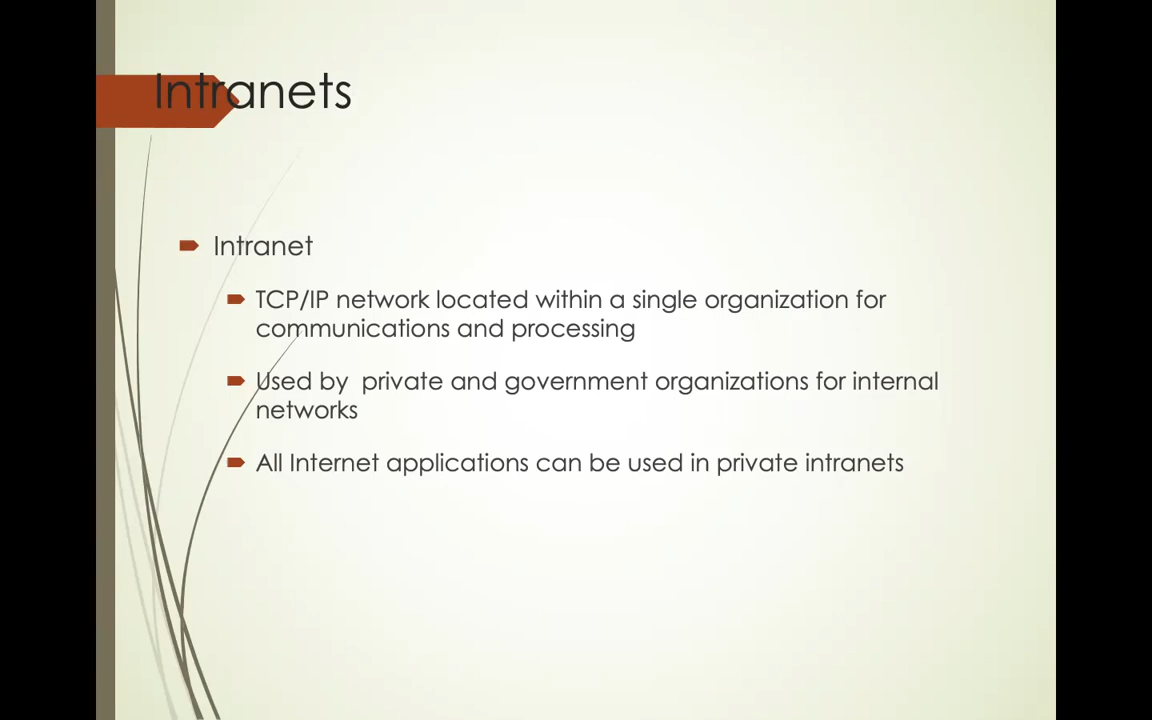 Intranets
Intranet
TCP/IP network located within a single organization for
communications and processing
Used by  private and government organizations for internal
networks
All Internet applications can be used in private intranets